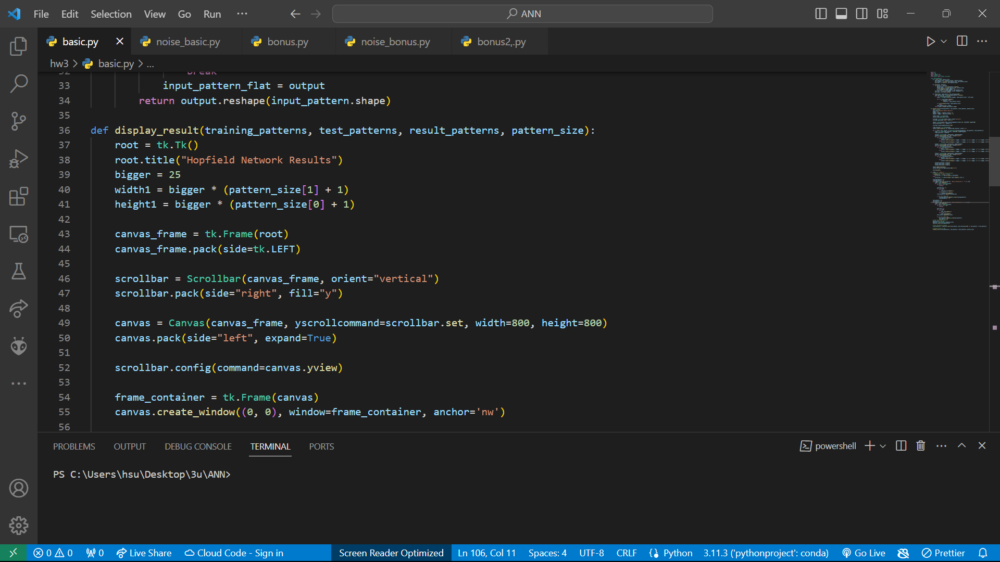 File Edit Selection View Go Run ··· ANN
basic.py noise_basic.py bonus.py noise_bonus.py bonus2,.py
hw3 > basic.py > ...
32 break
33 input_pattern_flat = output
34 return output.reshape(input_pattern.shape)
35
36 def display_result(training_patterns, test_patterns, result_patterns, pattern_size):
37 root = tk.Tk()
38 root.title("Hopfield Network Results")
39 bigger = 25
40 width1 = bigger * (pattern_size[1] + 1)
41 height1 = bigger * (pattern_size[0] + 1)
42
43 canvas_frame = tk.Frame(root)
44 canvas_frame.pack(side=tk.LEFT)
45
46 scrollbar = Scrollbar(canvas_frame, orient="vertical")
47 scrollbar.pack(side="right", fill="y")
48
49 canvas = Canvas(canvas_frame, yscrollcommand=scrollbar.set, width=800, height=800)
50 canvas.pack(side="left", expand=True)
51
52 scrollbar.config(command=canvas.yview)
53
54 frame_container = tk.Frame(canvas)
55 canvas.create_window((0, 0), window=frame_container, anchor='nw')
56
PROBLEMS OUTPUT DEBUG CONSOLE TERMINAL PORTS powershell
PS C:\Users\hsu\Desktop\3u\ANN>
0 0 0 Live Share Cloud Code - Sign in Screen Reader Optimized Ln 106, Col 11 Spaces: 4 UTF-8 CRLF Python 3.11.3 ('pythonproject': conda) Go Live Prettier